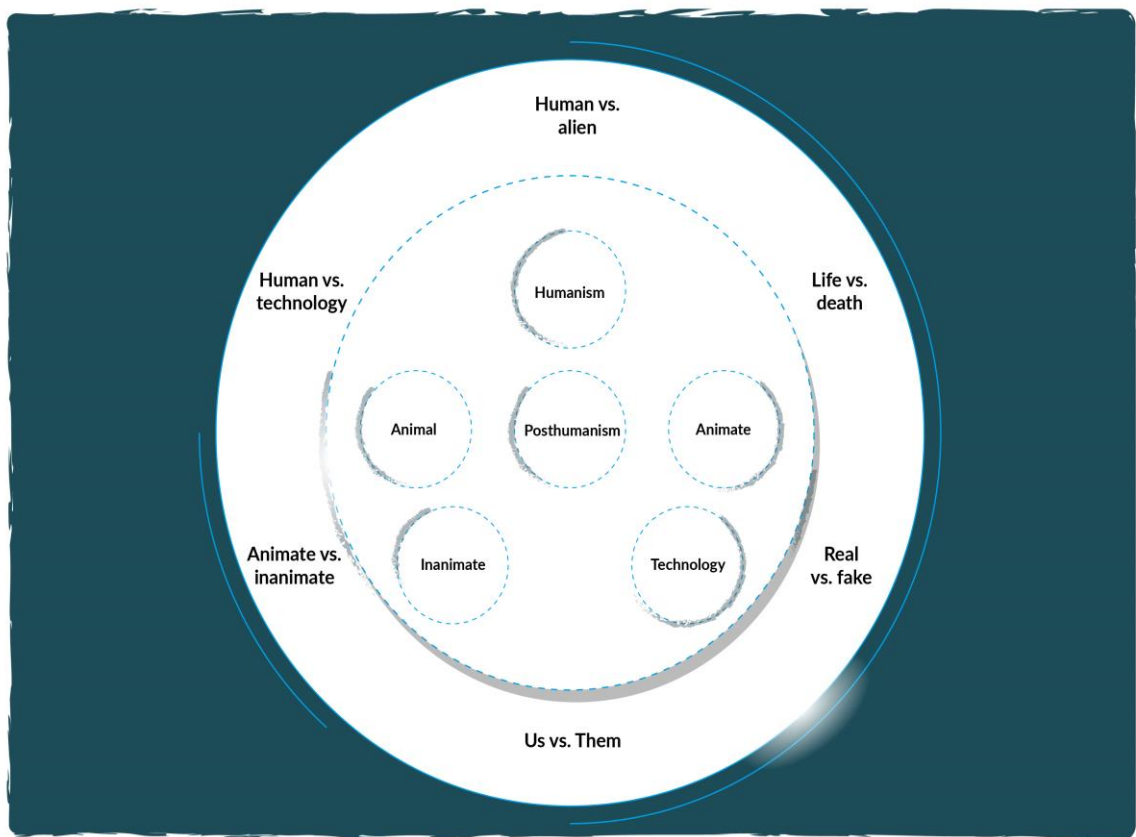 Human vs.
alien
Human vs.
technology
Life vs.
death
Humanism
Animal
Posthumanism
Animate
Inanimate
Technology
Animate vs.
inanimate
Real
vs. fake
Us vs. Them